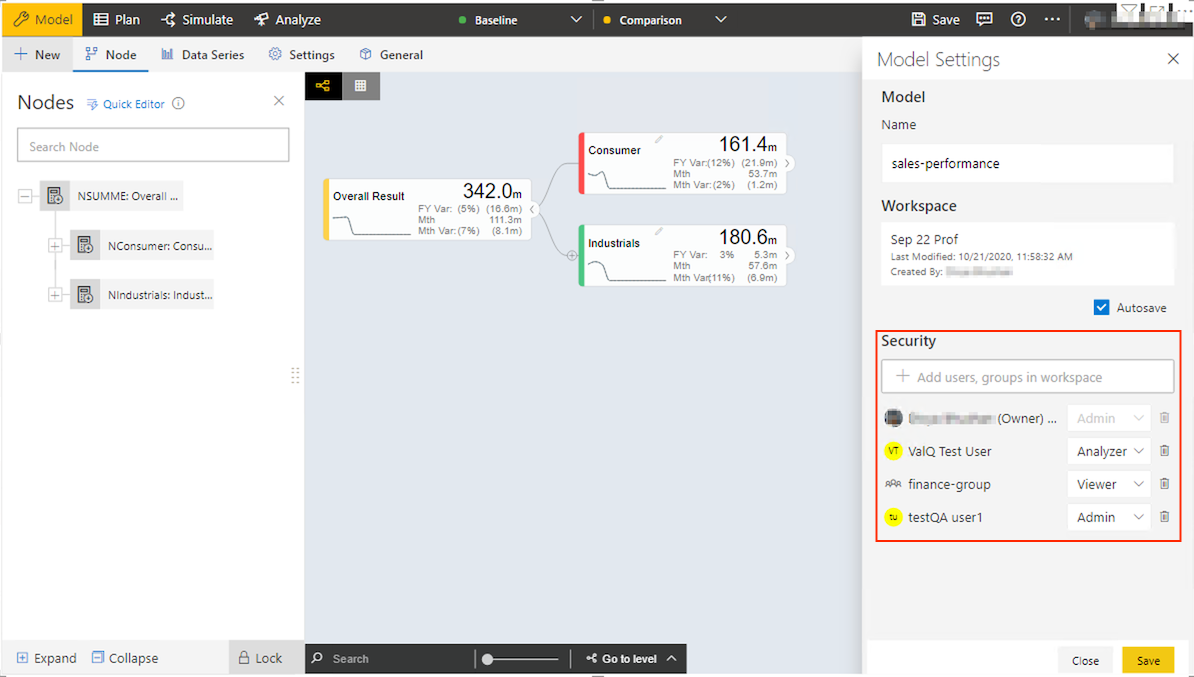 Model Plan Simulate Analyze Baseline Comparison Save
New Node Data Series Settings General
Nodes Quick Editor
Search Node
NSUMME: Overall ...
NConsumer: Consu...
NIndustrials: Indust...
Expand Collapse Lock
Overall Result 342.0m
FY Var: (5%) (16.6m)
Mth 111.3m
Mth Var:(7%) (8.1m)
Consumer 161.4m
FY Var:(12%) (21.9m)
Mth 53.7m
Mth Var:(2%) (1.2m)
Industrials 180.6m
FY Var: 3% 5.3m
Mth 57.6m
Mth Var(11%) (6.9m)
Search Go to level
Model Settings
Model
Name
sales-performance
Workspace
Sep 22 Prof
Last Modified: 10/21/2020, 11:58:32 AM
Created By:
Autosave
Security
Add users, groups in workspace
(Owner) ... Admin
VT ValQ Test User Analyzer
finance-group Viewer
tu testQA user1 Admin
Close Save